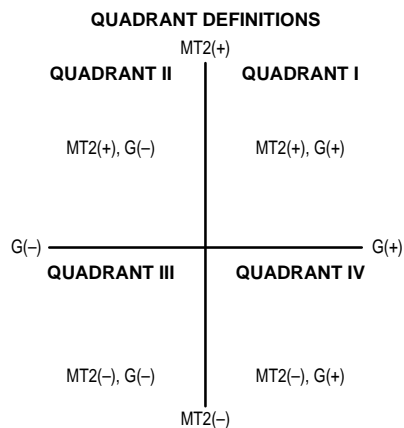 QUADRANT DEFINITIONS
MT2(+)
QUADRANT II QUADRANT I
MT2(+), G(–) MT2(+), G(+)
G(–) G(+)
QUADRANT III QUADRANT IV
MT2(–), G(–) MT2(–), G(+)
MT2(–)